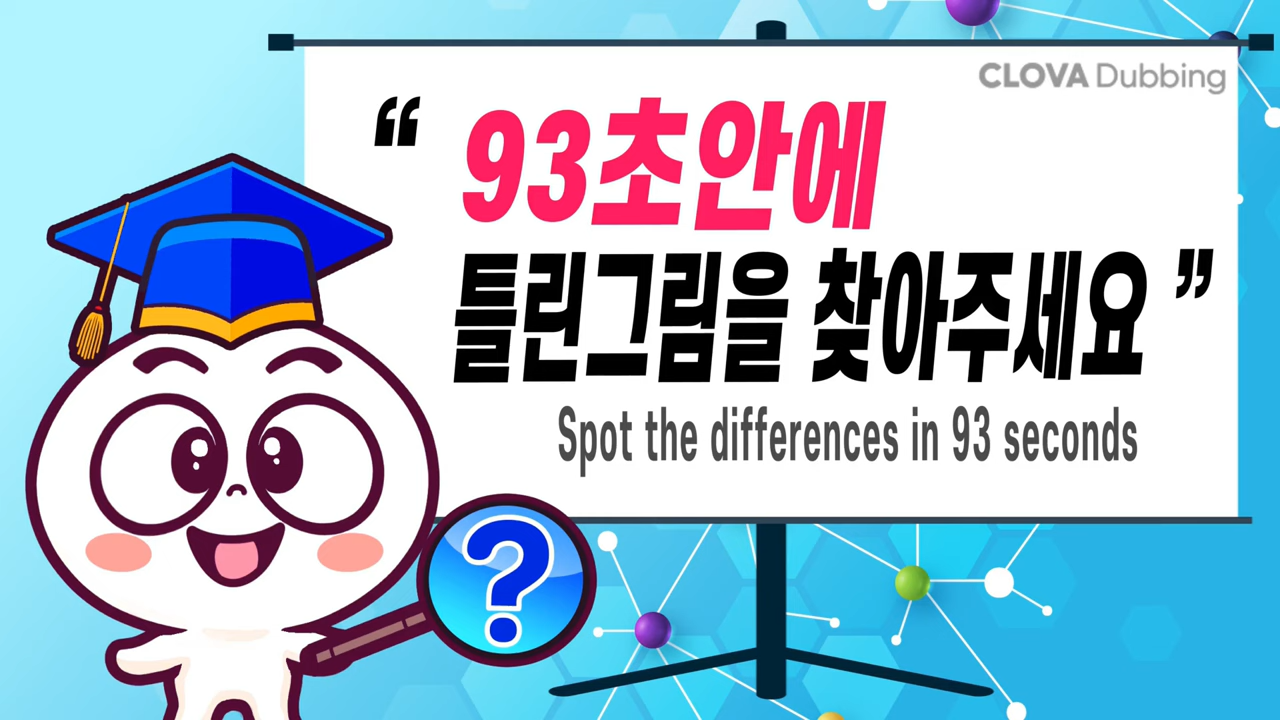 CLOVA Dubbing
“ 93초안에
틀린그림을 찾아주세요 ”
Spot the differences in 93 seconds
?